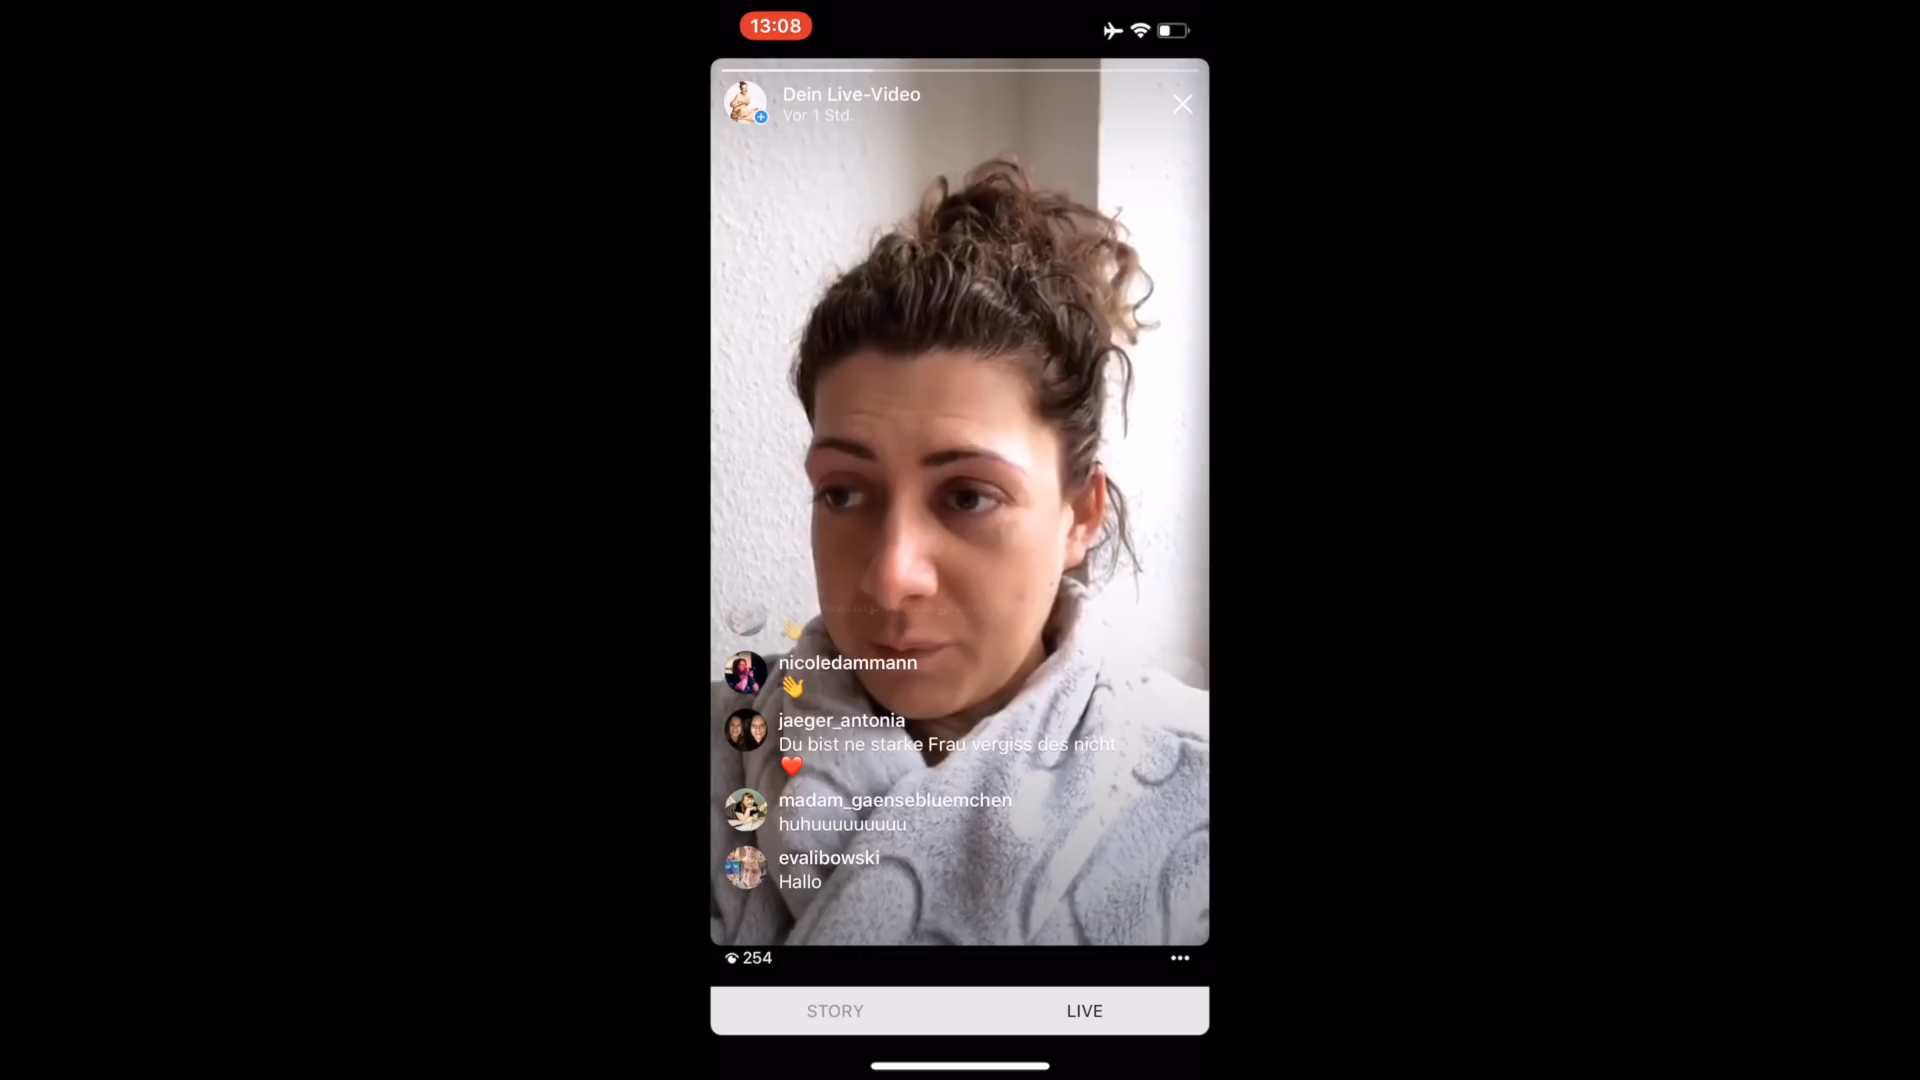 13:08
Dein Live-Video
Vor 1 Std.
nicoledammann
👋
jaeger_antonia
Du bist ne starke Frau vergiss des nicht
❤️
madam_gaensebluemchen
huhuuuuuuuuu
evalibowski
Hallo
254
STORY
LIVE